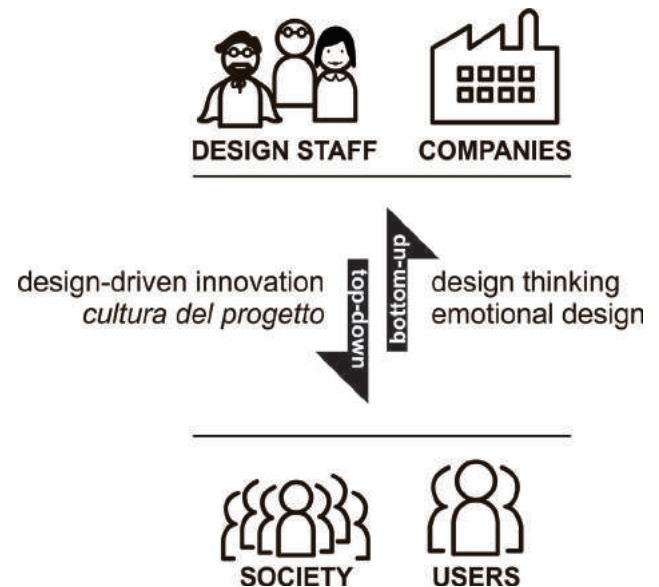 DESIGN STAFF
COMPANIES
design-driven innovation
cultura del progetto
top-down
bottom-up
design thinking
emotional design
SOCIETY
USERS